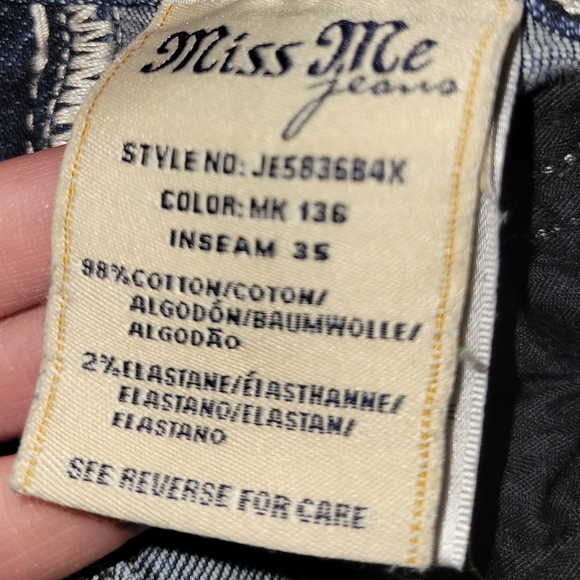 Miss Me
jeans
STYLE NO: JE5836B4X
COLOR: MK 136
INSEAM 35
98% COTTON/COTON/
ALGODÓN/BAUMWOLLE/
ALGODÃO
2% ELASTANE/ÉLASTHANNE/
ELASTANO/ELASTAN/
ELASTANO
SEE REVERSE FOR CARE